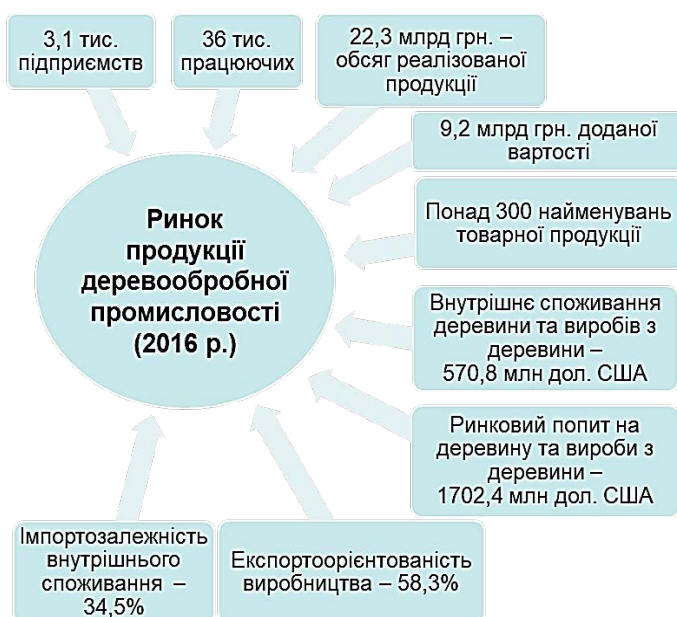 3,1 тис.
підприємств
36 тис.
працюючих
22,3 млрд грн. –
обсяг реалізованої
продукції
9,2 млрд грн. доданої
вартості
Понад 300 найменувань
товарної продукції
Ринок
продукції
деревообробної
промисловості
(2016 р.)
Внутрішнє споживання
деревини та виробів з
деревини –
570,8 млн дол. США
Ринковий попит на
деревину та вироби з
деревини –
1702,4 млн дол. США
Імпортозалежність
внутрішнього
споживання –
34,5%
Експортоорієнтованість
виробництва – 58,3%